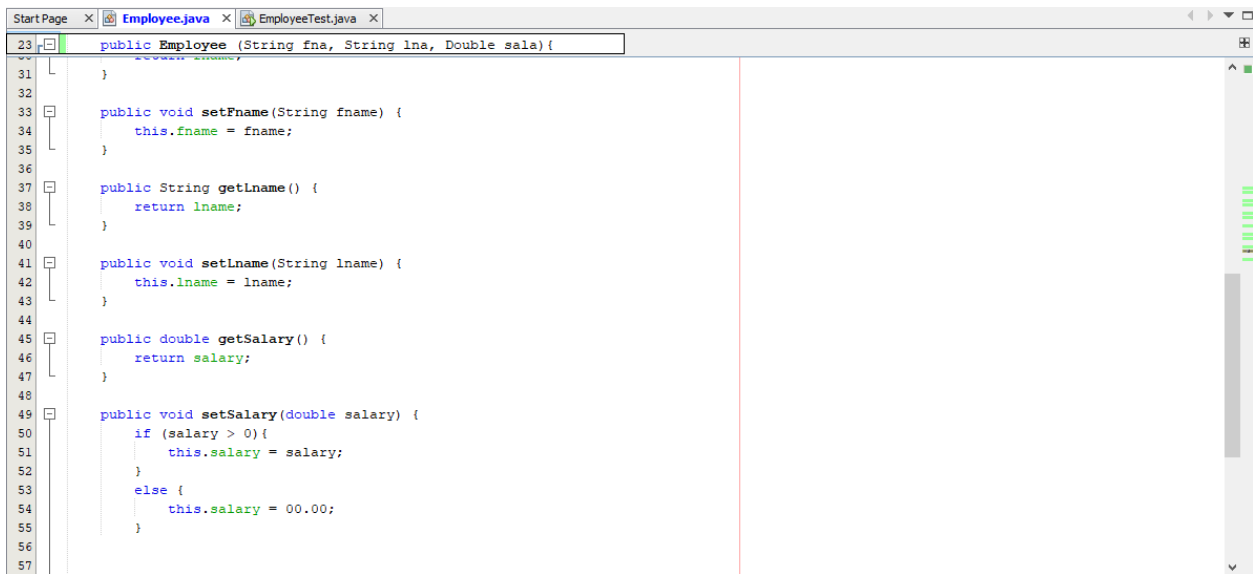 Start Page Employee.java EmployeeTest.java
23 public Employee (String fna, String lna, Double sala){
31 }
32
33 public void setFname(String fname) {
34 this.fname = fname;
35 }
36
37 public String getLname() {
38 return lname;
39 }
40
41 public void setLname(String lname) {
42 this.lname = lname;
43 }
44
45 public double getSalary() {
46 return salary;
47 }
48
49 public void setSalary(double salary) {
50 if (salary > 0){
51 this.salary = salary;
52 }
53 else {
54 this.salary = 00.00;
55 }
56
57